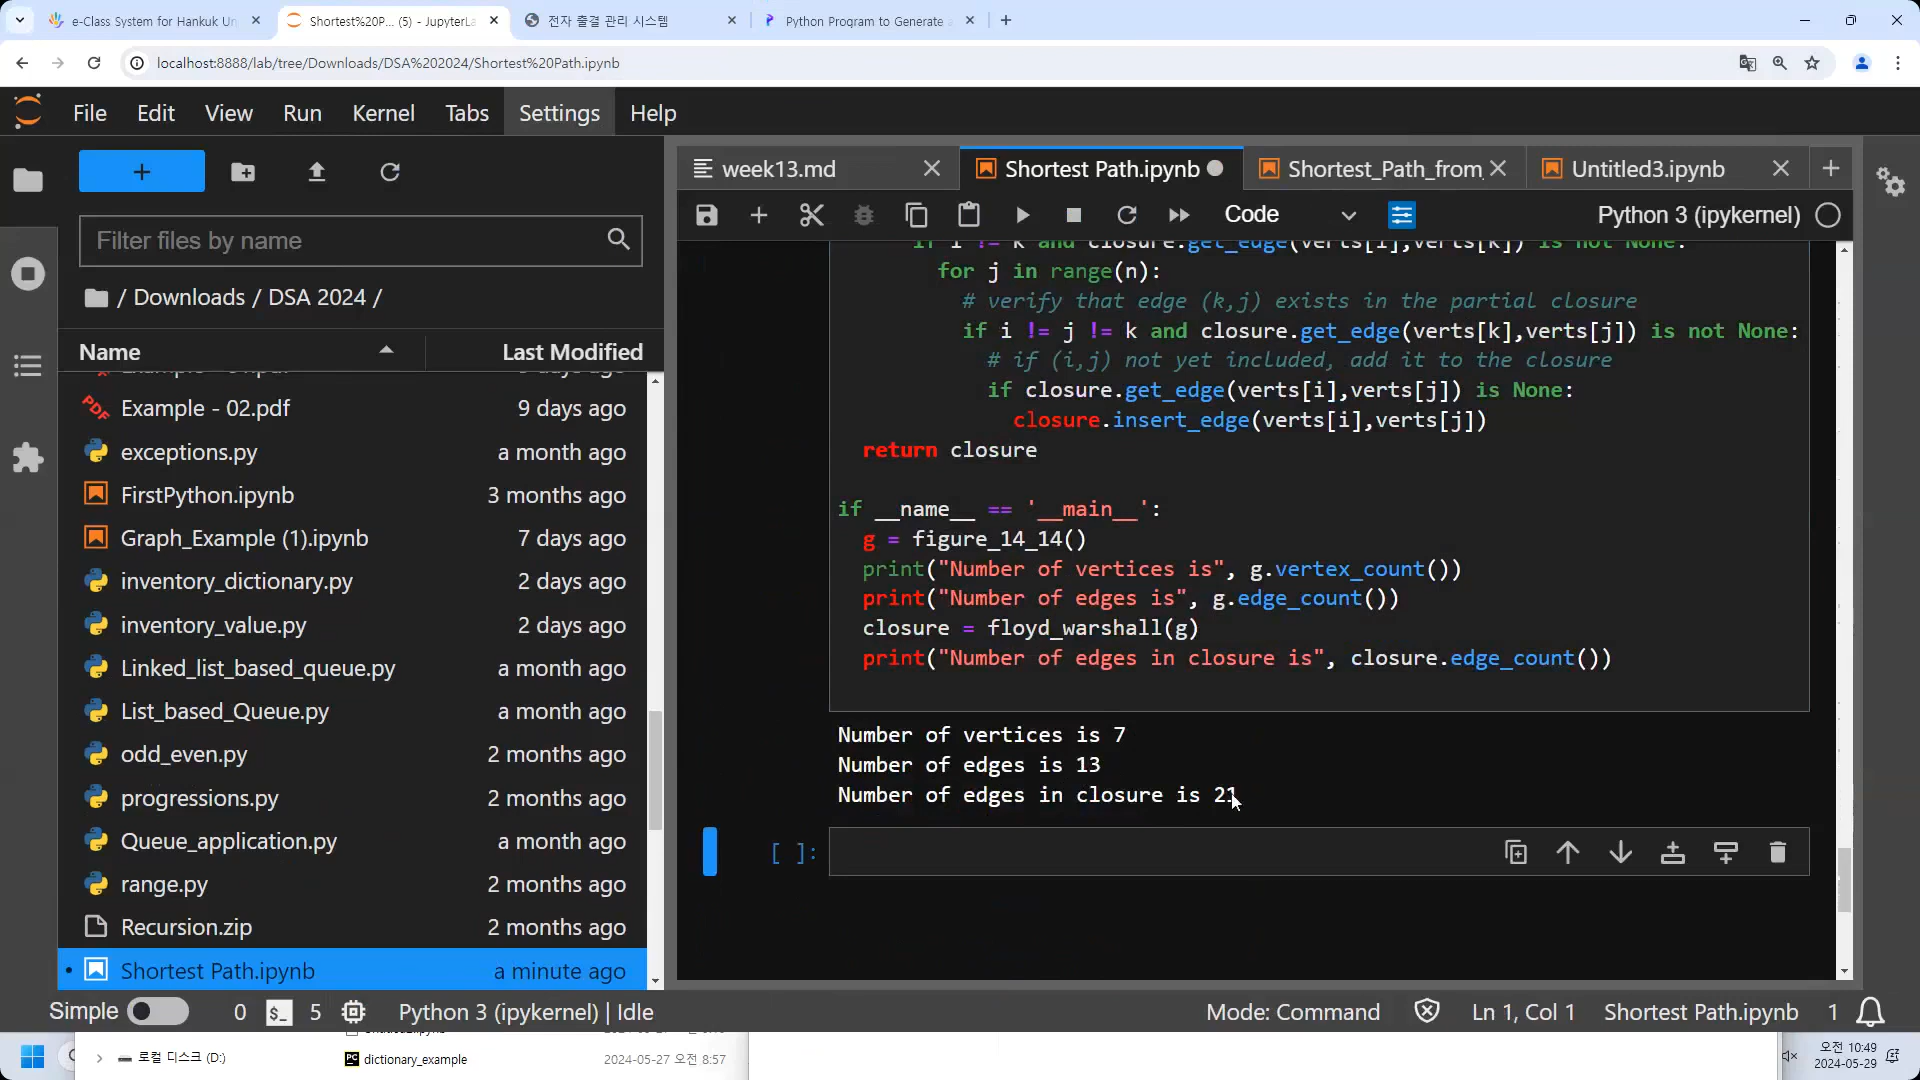 e-Class System for Hankuk Un
Shortest%20P... (5) - JupyterLa
전자 출결 관리 시스템
Python Program to Generate a
localhost:8888/lab/tree/Downloads/DSA%202024/Shortest%20Path.ipynb
File Edit View Run Kernel Tabs Settings Help
week13.md
Shortest Path.ipynb
Shortest_Path_from_
Untitled3.ipynb
Code
Python 3 (ipykernel)
Filter files by name
/ Downloads / DSA 2024 /
Name Last Modified
Example - 02.pdf 9 days ago
exceptions.py a month ago
FirstPython.ipynb 3 months ago
Graph_Example (1).ipynb 7 days ago
inventory_dictionary.py 2 days ago
inventory_value.py 2 days ago
Linked_list_based_queue.py a month ago
List_based_Queue.py a month ago
odd_even.py 2 months ago
progressions.py 2 months ago
Queue_application.py a month ago
range.py 2 months ago
Recursion.zip 2 months ago
Shortest Path.ipynb a minute ago
if i != k and closure.get_edge(verts[i],verts[k]) is not None:
for j in range(n):
# verify that edge (k,j) exists in the partial closure
if i != j != k and closure.get_edge(verts[k],verts[j]) is not None:
# if (i,j) not yet included, add it to the closure
if closure.get_edge(verts[i],verts[j]) is None:
closure.insert_edge(verts[i],verts[j])
return closure
if __name__ == '__main__':
g = figure_14_14()
print("Number of vertices is", g.vertex_count())
print("Number of edges is", g.edge_count())
closure = floyd_warshall(g)
print("Number of edges in closure is", closure.edge_count())
Number of vertices is 7
Number of edges is 13
Number of edges in closure is 21
[ ]:
Simple 0 $_ 5 Python 3 (ipykernel) | Idle
Mode: Command Ln 1, Col 1 Shortest Path.ipynb 1
로컬 디스크 (D:)
dictionary_example 2024-05-27 오전 8:57
오전 10:49
2024-05-29